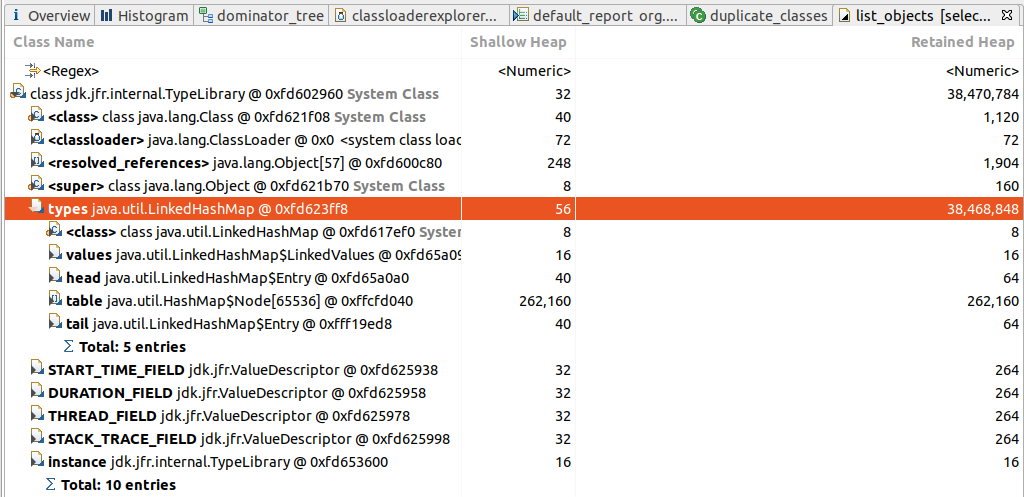 Overview Histogram dominator_tree classloaderexplorer... default_report org.... duplicate_classes list_objects [selec...
Class Name Shallow Heap Retained Heap
<Regex> <Numeric> <Numeric>
class jdk.jfr.internal.TypeLibrary @ 0xfd602960 System Class 32 38,470,784
<class> class java.lang.Class @ 0xfd621f08 System Class 40 1,120
<classloader> java.lang.ClassLoader @ 0x0 <system class loac 72 72
<resolved_references> java.lang.Object[57] @ 0xfd600c80 248 1,904
<super> class java.lang.Object @ 0xfd621b70 System Class 8 160
types java.util.LinkedHashMap @ 0xfd623ff8 56 38,468,848
<class> class java.util.LinkedHashMap @ 0xfd617ef0 System 8 8
values java.util.LinkedHashMap$LinkedValues @ 0xfd65a09 16 16
head java.util.LinkedHashMap$Entry @ 0xfd65a0a0 40 64
table java.util.HashMap$Node[65536] @ 0xffcfd040 262,160 262,160
tail java.util.LinkedHashMap$Entry @ 0xfff19ed8 40 64
Σ Total: 5 entries
START_TIME_FIELD jdk.jfr.ValueDescriptor @ 0xfd625938 32 264
DURATION_FIELD jdk.jfr.ValueDescriptor @ 0xfd625958 32 264
THREAD_FIELD jdk.jfr.ValueDescriptor @ 0xfd625978 32 264
STACK_TRACE_FIELD jdk.jfr.ValueDescriptor @ 0xfd625998 32 264
instance jdk.jfr.internal.TypeLibrary @ 0xfd653600 16 16
Σ Total: 10 entries